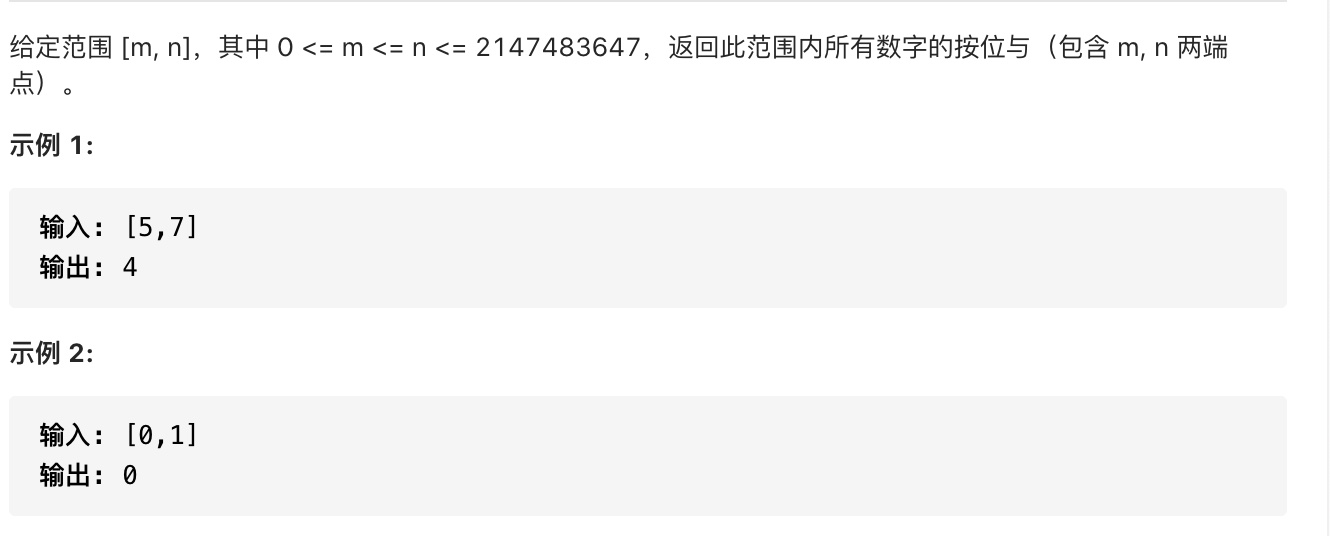 给定范围 [m, n]，其中 0 <= m <= n <= 2147483647，返回此范围内所有数字的按位与（包含 m, n 两端
点）。
示例 1:
输入: [5,7]
输出: 4
示例 2:
输入: [0,1]
输出: 0